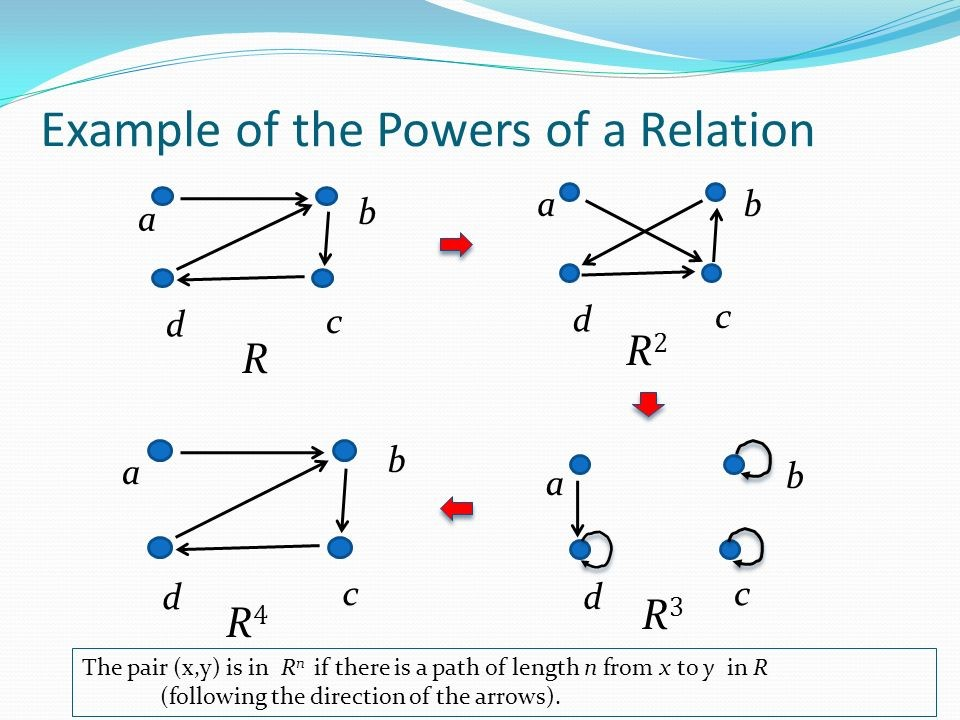 Example of the Powers of a Relation
a b
d c
R
a b
d c
R²
a b
d c
R⁴
a b
d c
R³
The pair (x,y) is in Rⁿ if there is a path of length n from x to y in R
(following the direction of the arrows).